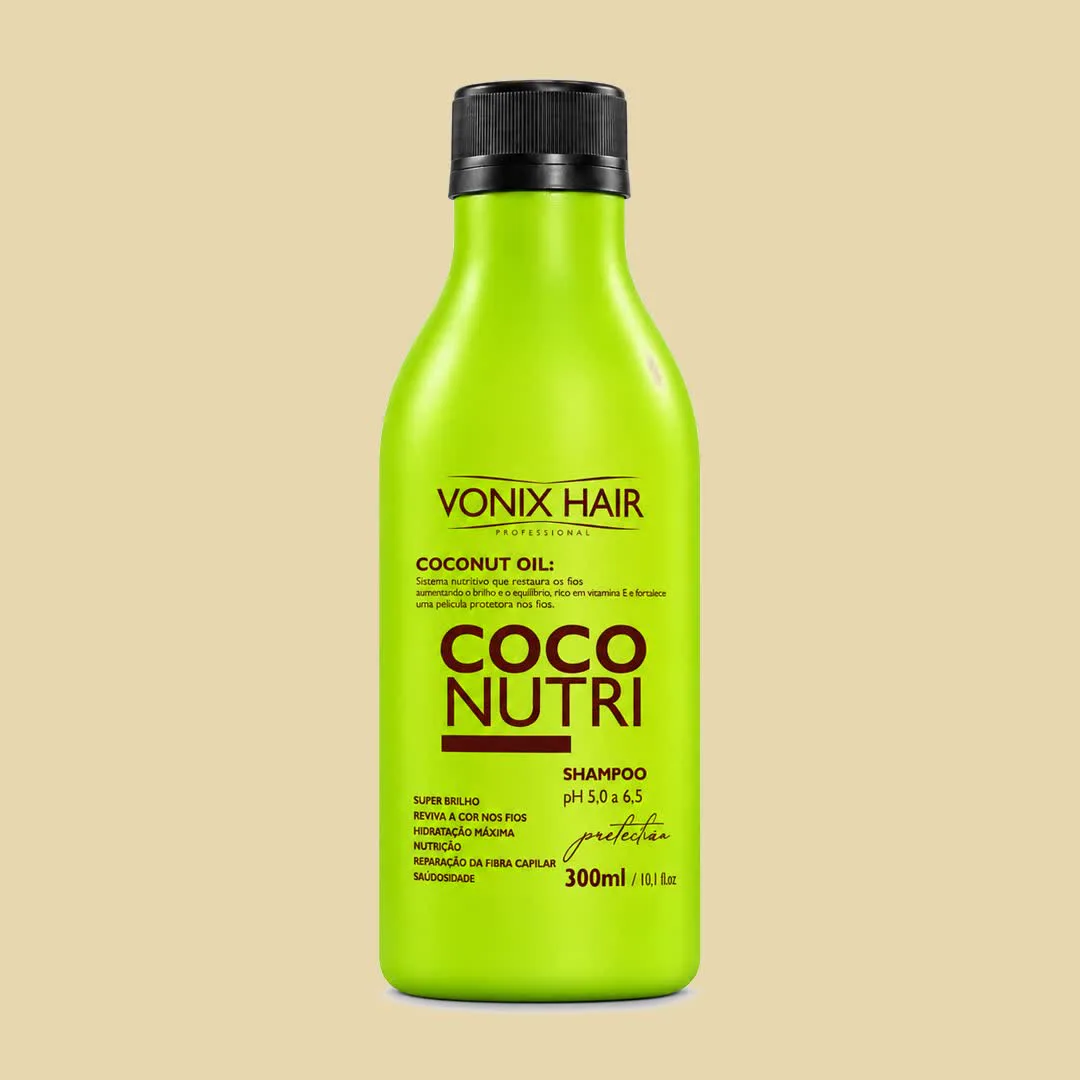 VONIX HAIR
PROFESSIONAL
COCONUT OIL:
Sistema nutritivo que restaura os fios
aumentando o brilho e o equilíbrio, rico em vitamina E e fortalece
uma película protetora nos fios.
COCO
NUTRI
SHAMPOO
pH 5,0 a 6,5
SUPER BRILHO
REVIVA A COR NOS FIOS
HIDRATAÇÃO MÁXIMA
NUTRIÇÃO
REPARAÇÃO DA FIBRA CAPILAR
SAÚDOSIDADE
300ml / 10,1 fl.oz